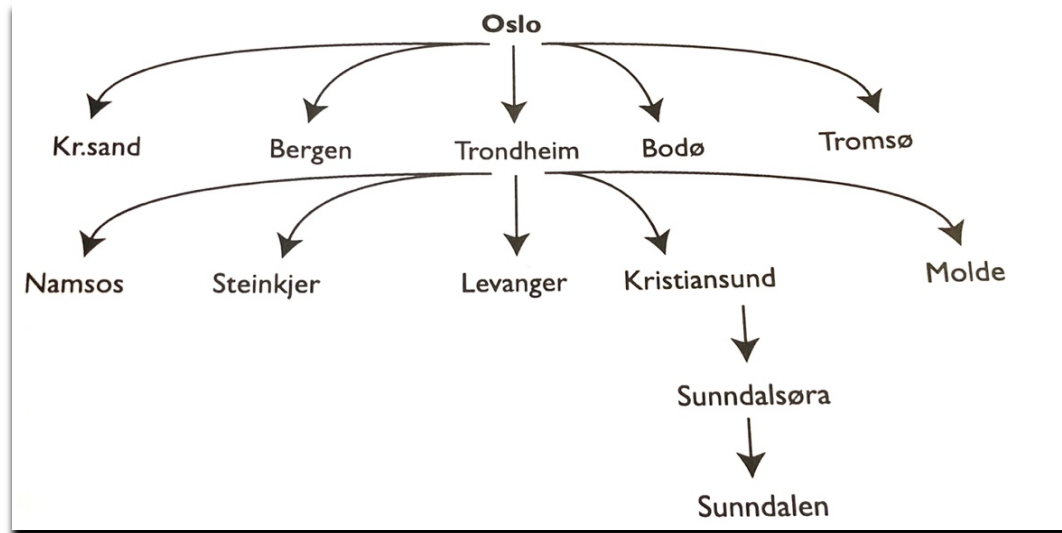 Oslo
Kr.sand Bergen Trondheim Bodø Tromsø
Namsos Steinkjer Levanger Kristiansund Molde
Sunndalsøra
Sunndalen